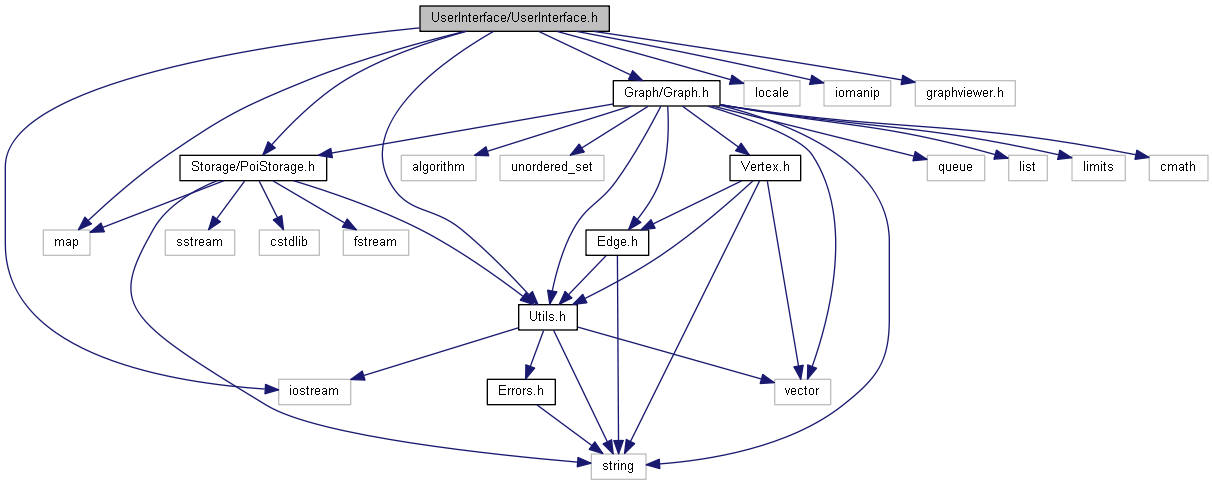 UserInterface/UserInterface.h
Graph/Graph.h
locale
iomanip
graphviewer.h
Storage/PoiStorage.h
algorithm
unordered_set
Vertex.h
queue
list
limits
cmath
map
sstream
cstdlib
fstream
Edge.h
Utils.h
iostream
Errors.h
vector
string